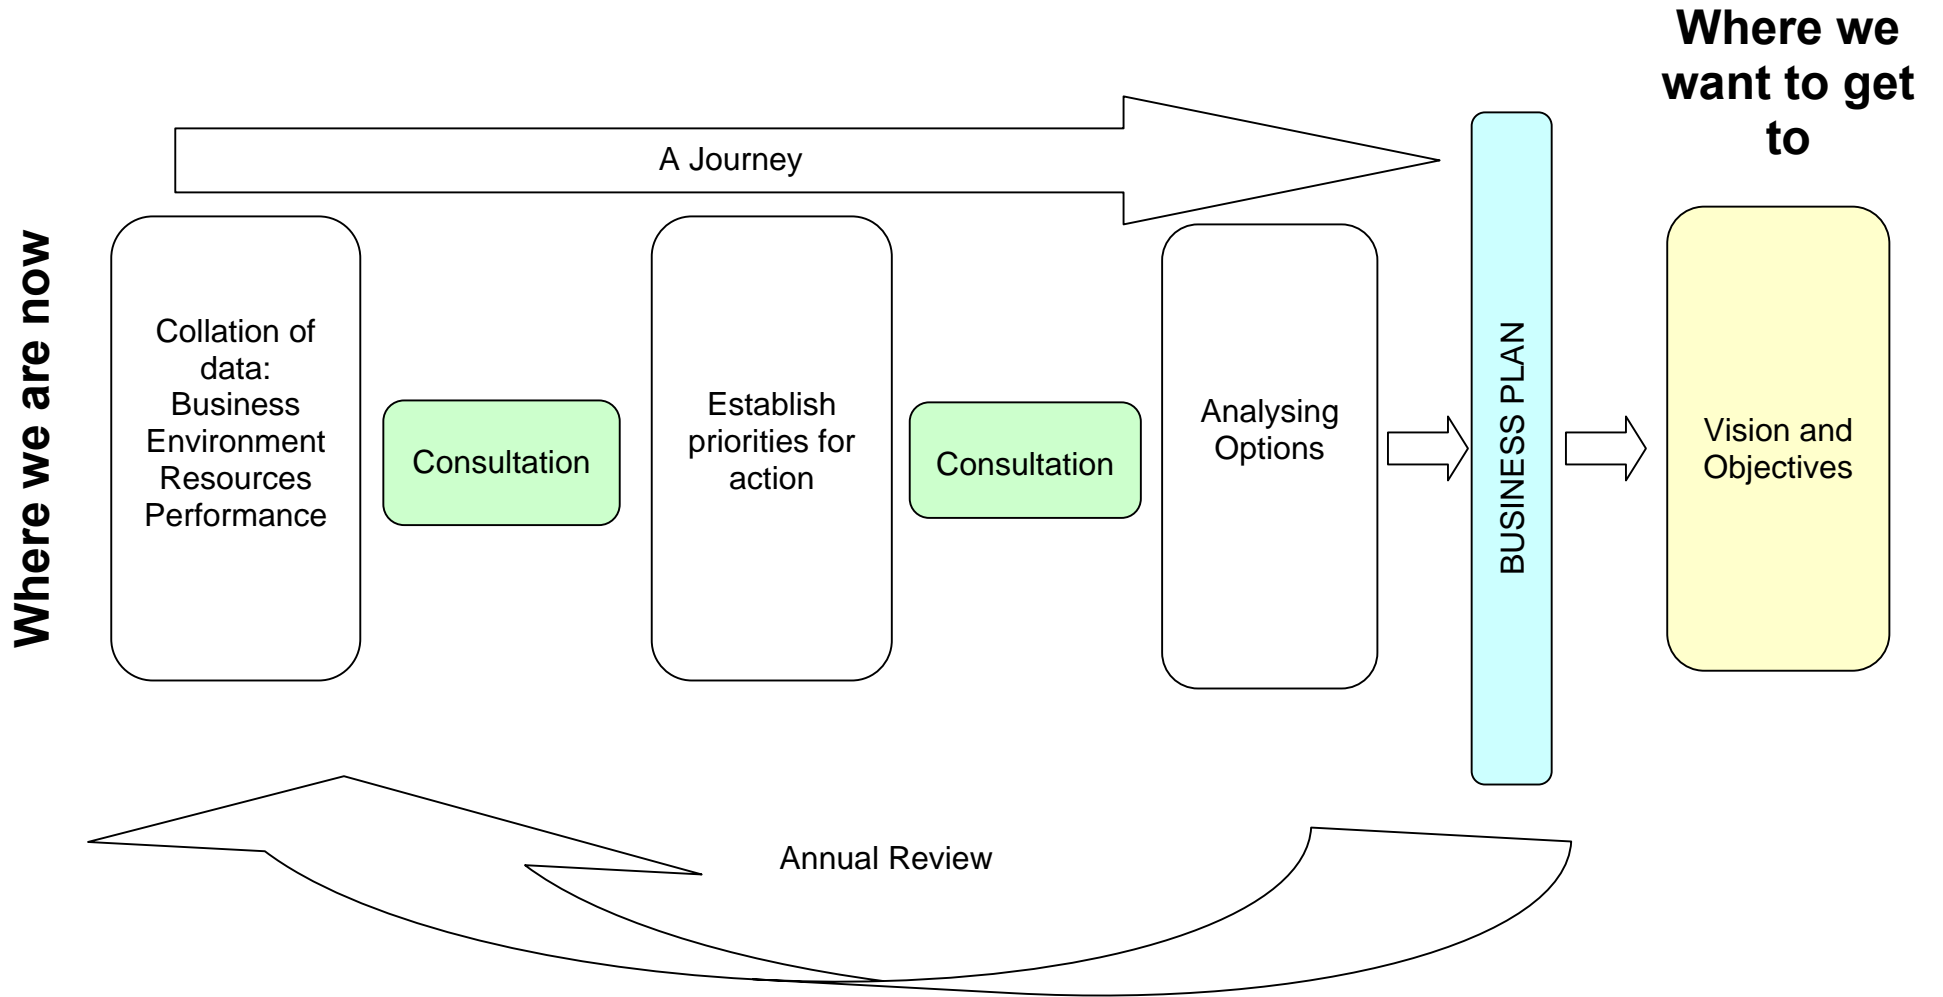 Where we
want to get
to
A Journey
Where we are now
Collation of
data:
Business
Environment
Resources
Performance
Consultation
Establish
priorities for
action
Consultation
Analysing
Options
BUSINESS PLAN
Vision and
Objectives
Annual Review